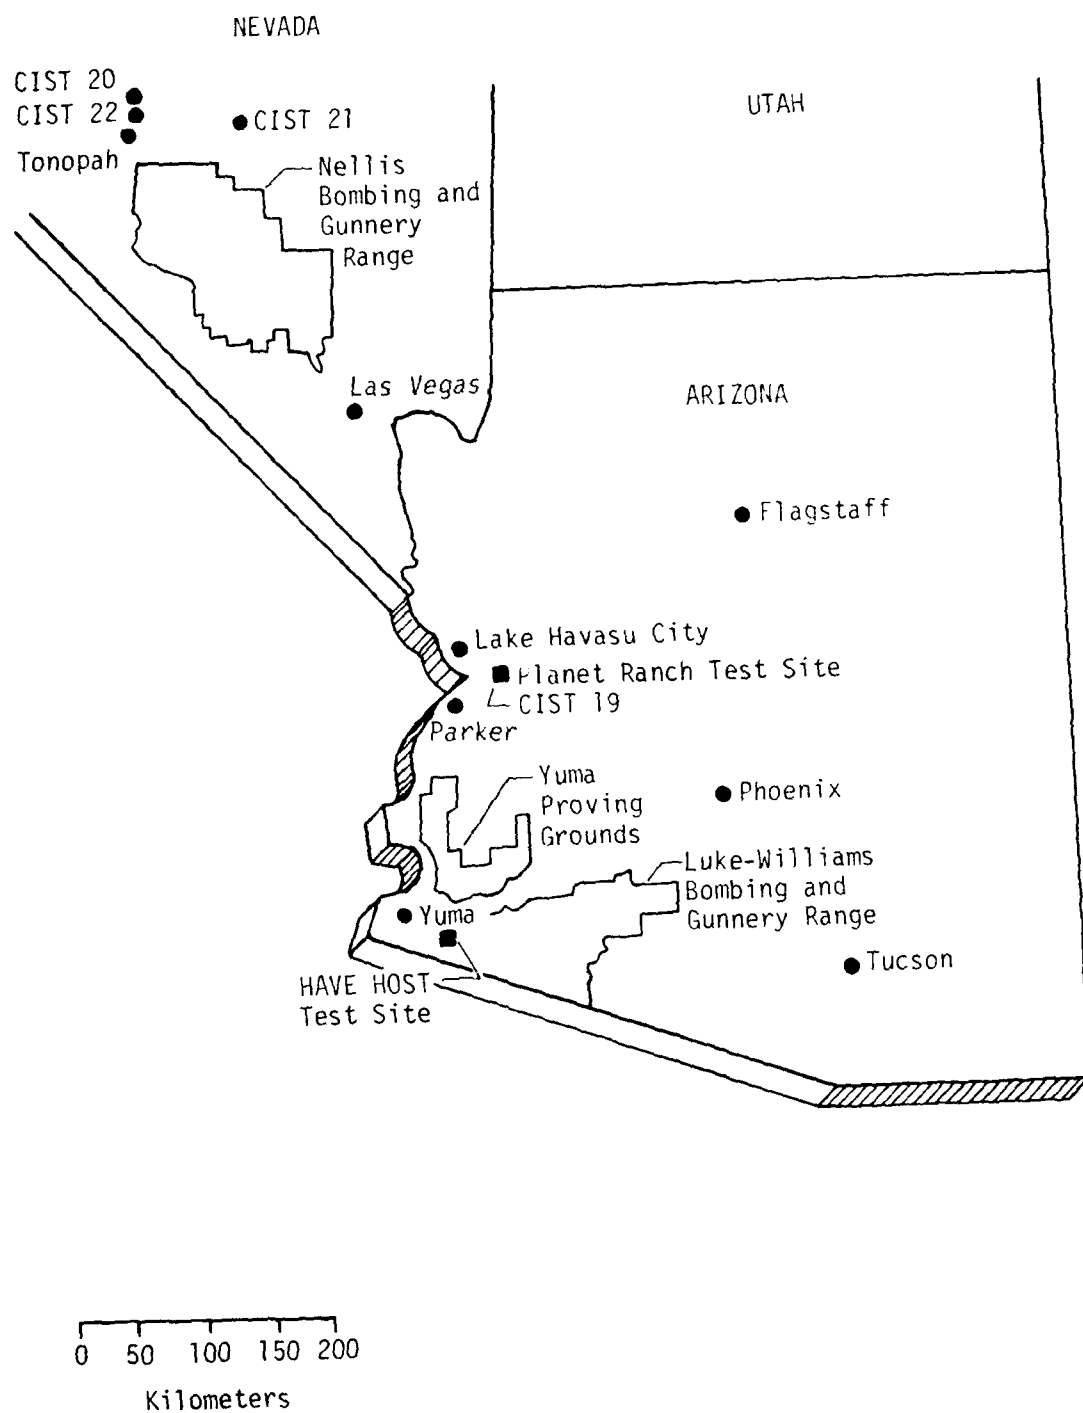 NEVADA
CIST 20
CIST 22
CIST 21
UTAH
Tonopah
Nellis
Bombing and
Gunnery
Range
Las Vegas
ARIZONA
Flagstaff
Lake Havasu City
Planet Ranch Test Site
CIST 19
Parker
Yuma
Proving
Grounds
Phoenix
Luke-Williams
Bombing and
Gunnery Range
Yuma
Tucson
HAVE HOST
Test Site
0 50 100 150 200
Kilometers